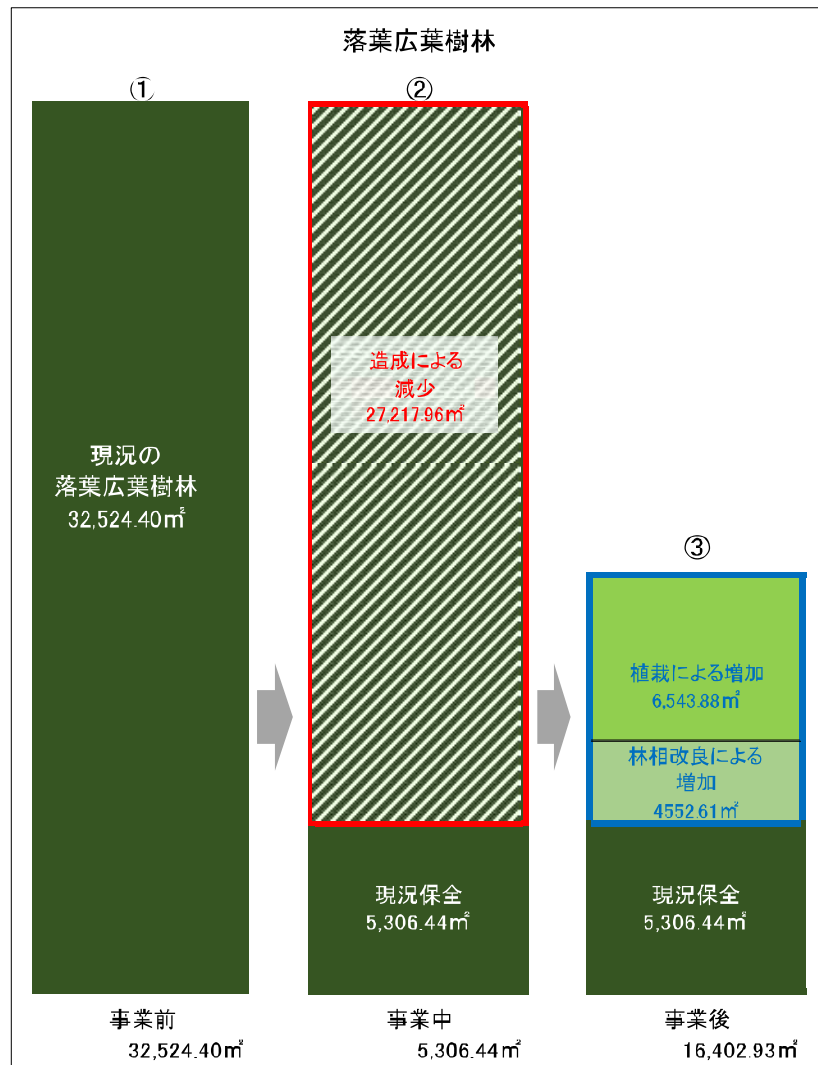 落葉広葉樹林
①
②
現況の
落葉広葉樹林
32,524.40㎡
造成による
減少
27,217.96㎡
③
植栽による増加
6,543.88㎡
林相改良による
増加
4552.61㎡
現況保全
5,306.44㎡
現況保全
5,306.44㎡
事業前
32,524.40㎡
事業中
5,306.44㎡
事業後
16,402.93㎡